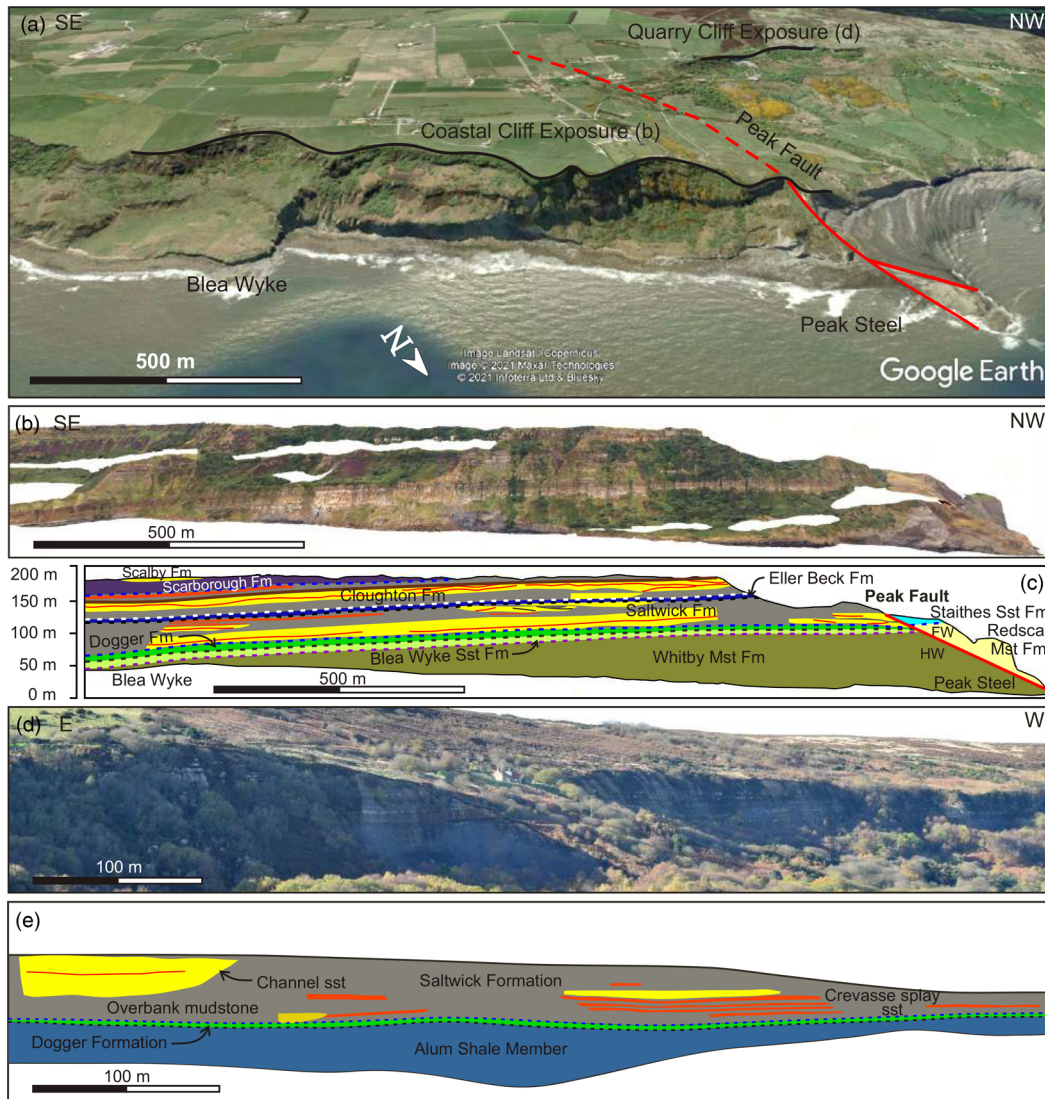 (a) SE
NW
Quarry Cliff Exposure (d)
Coastal Cliff Exposure (b)
Peak Fault
Blea Wyke
Peak Steel
N
500 m
Image Landsat / Copernicus
Image © 2021 Maxar Technologies
© 2021 Infoterra Ltd & Bluesky
Google Earth
(b) SE
NW
500 m
200 m
150 m
100 m
50 m
0 m
Scalby Fm
Scarborough Fm
Cloughton Fm
Eller Beck Fm
(c)
Peak Fault
Saltwick Fm
Staithes Sst Fm
Dogger Fm
FW
Redscar
Mst Fm
HW
Blea Wyke Sst Fm
Whitby Mst Fm
Blea Wyke
500 m
Peak Steel
(d) E
W
100 m
(e)
Channel sst
Saltwick Formation
Overbank mudstone
Crevasse splay
sst
Dogger Formation
Alum Shale Member
100 m